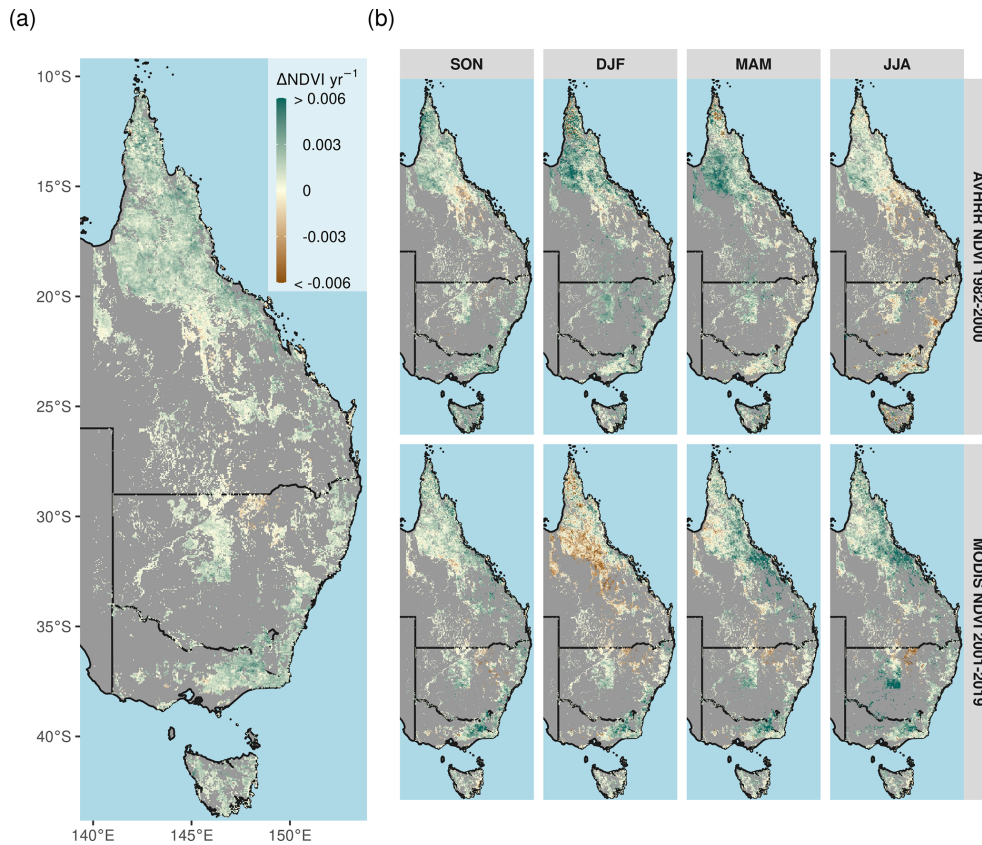 (a)
(b)
ΔNDVI yr⁻¹
> 0.006
0.003
0
-0.003
< -0.006
10°S
15°S
20°S
25°S
30°S
35°S
40°S
140°E
145°E
150°E
SON
DJF
MAM
JJA
AVHRR NDVI 1982-2000
MODIS NDVI 2001-2019